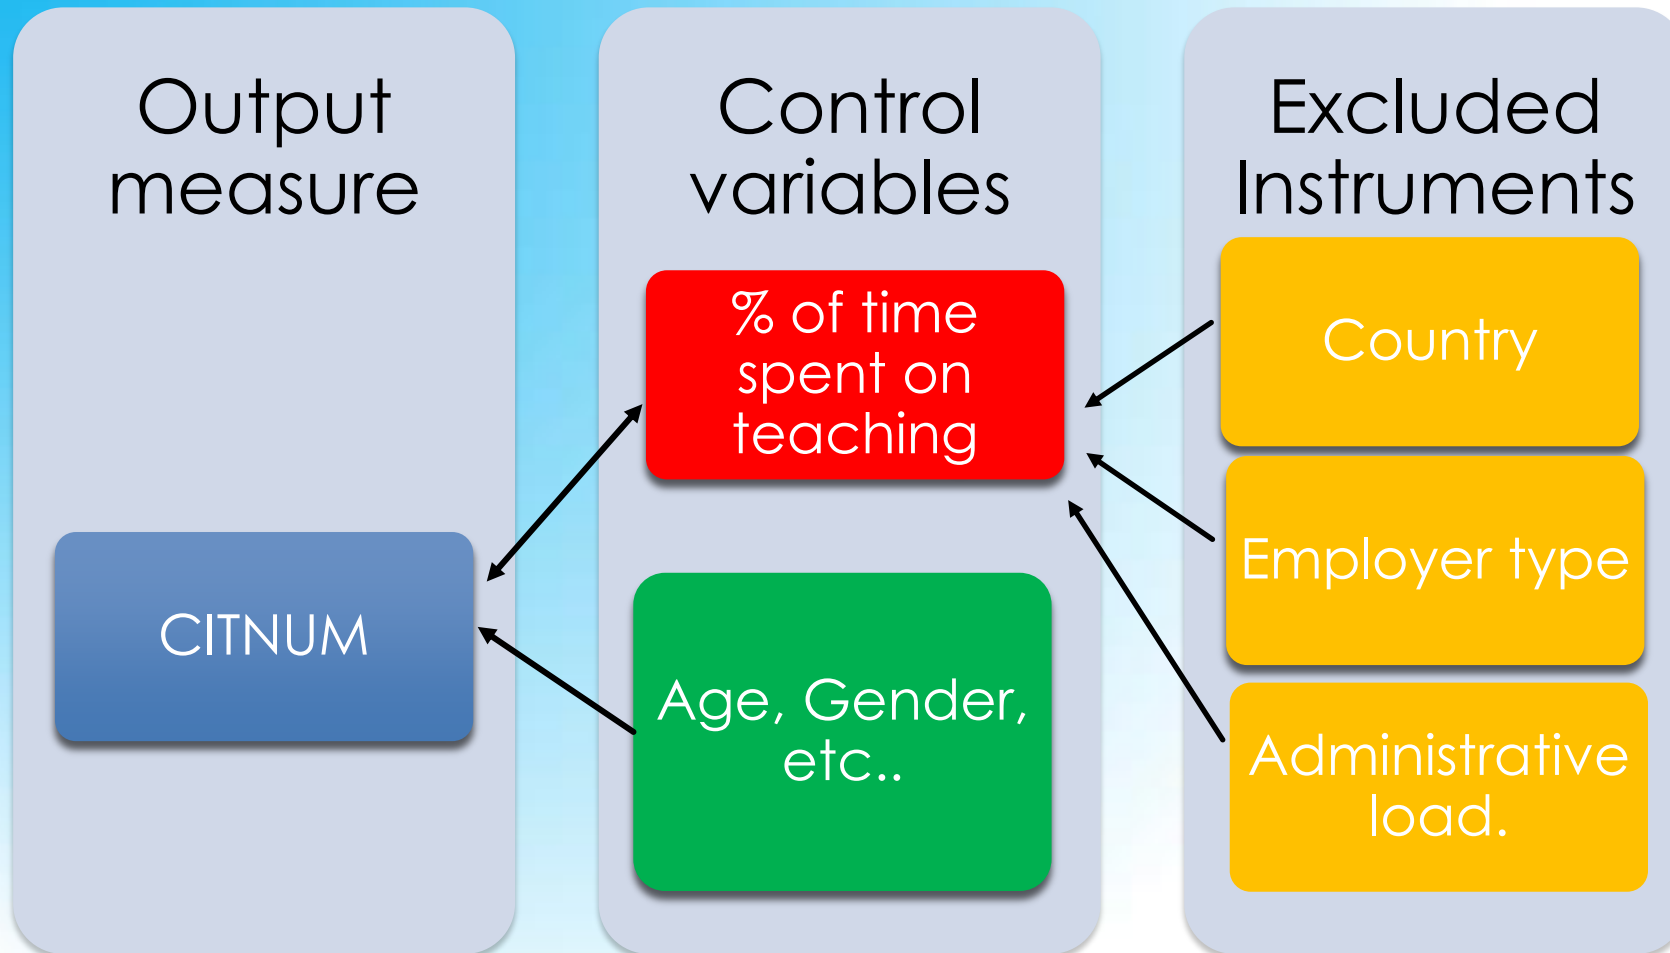 Output
measure
CITNUM
Control
variables
% of time
spent on
teaching
Age, Gender,
etc..
Excluded
Instruments
Country
Employer type
Administrative
load.